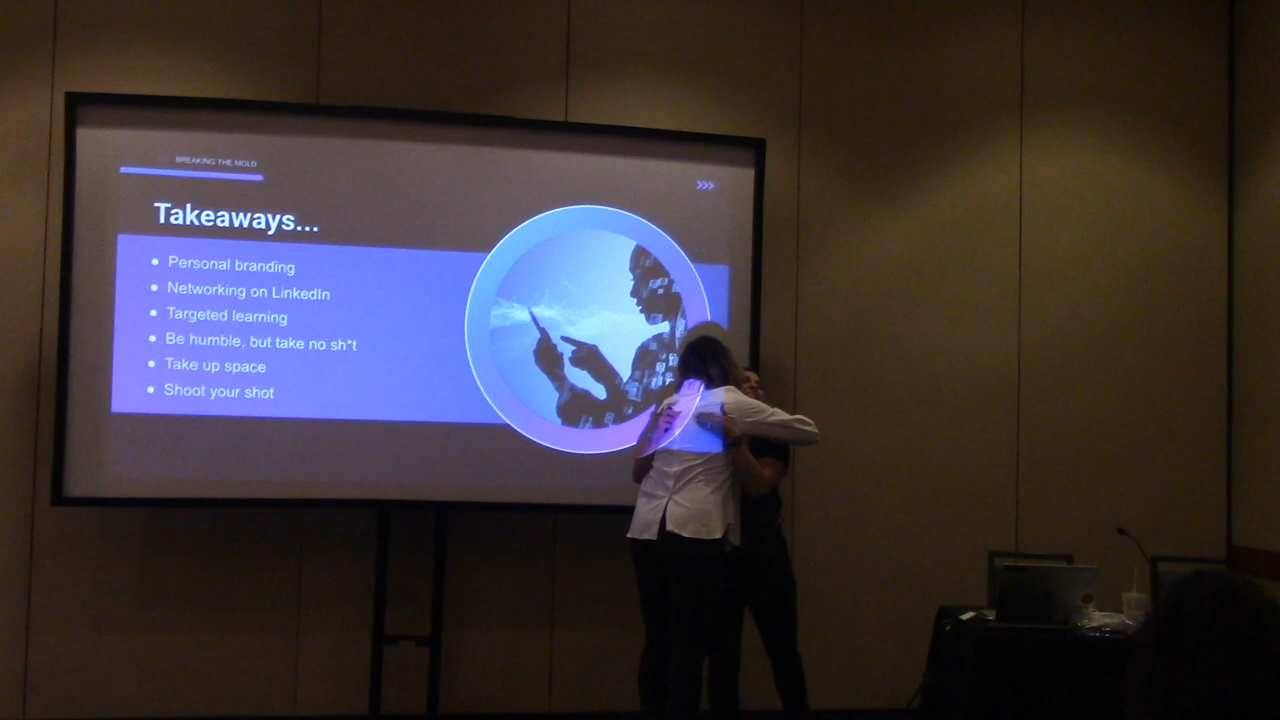 BREAKING THE MOLD
Takeaways...
Personal branding
Networking on LinkedIn
Targeted learning
Be humble, but take no sh*t
Take up space
Shoot your shot